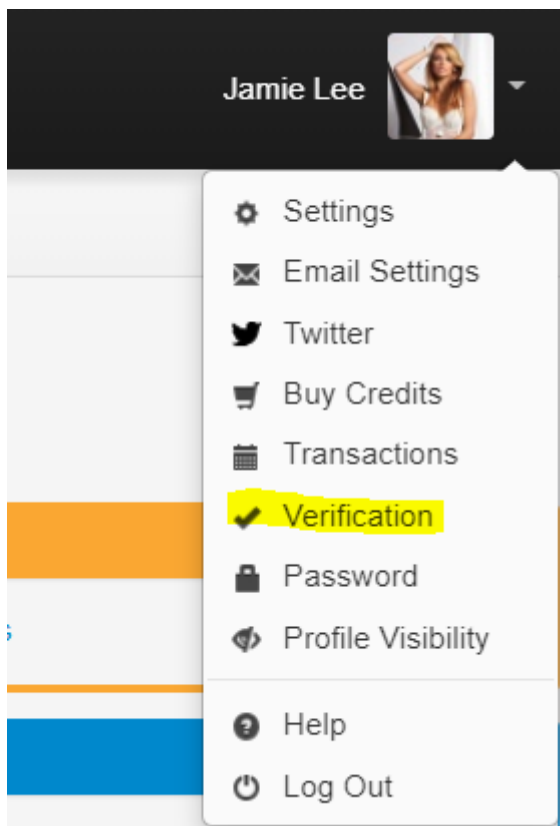 Jamie Lee
Settings
Email Settings
Twitter
Buy Credits
Transactions
Verification
Password
Profile Visibility
Help
Log Out